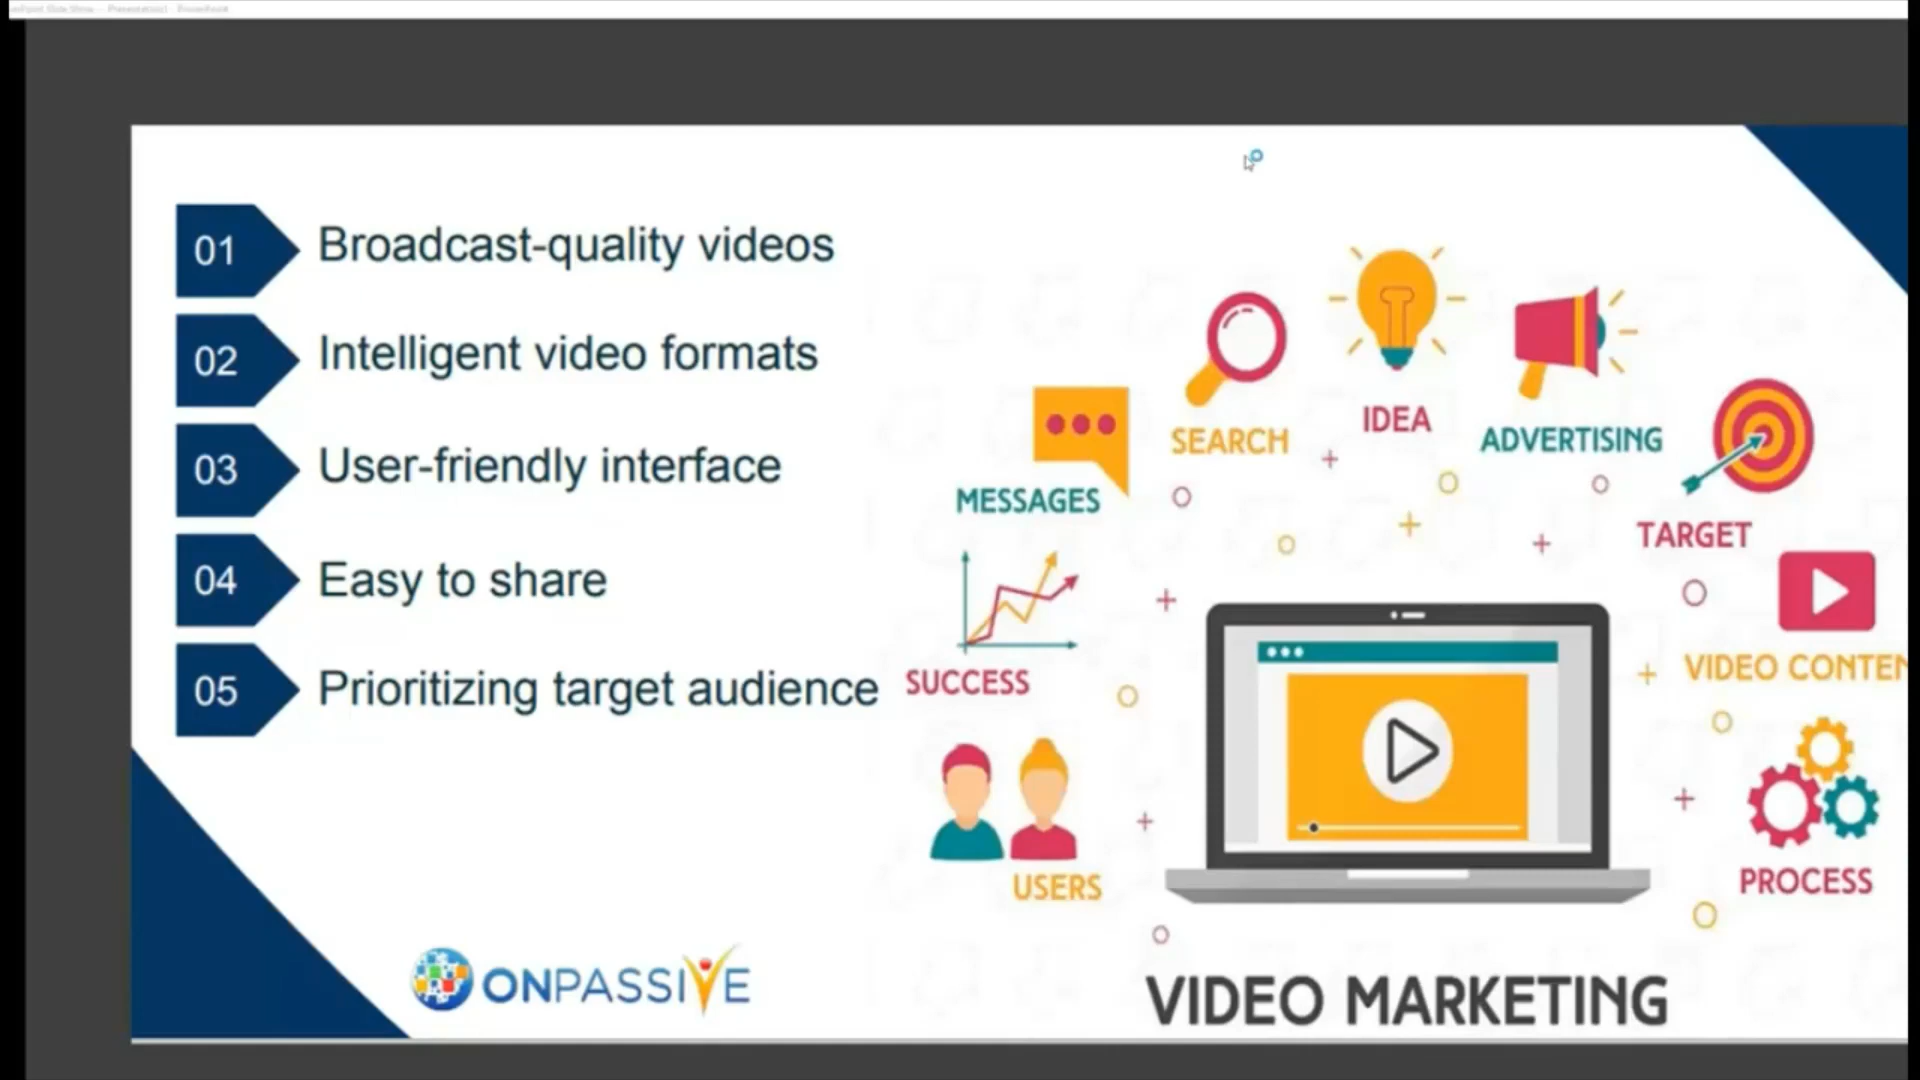 01 Broadcast-quality videos
02 Intelligent video formats
03 User-friendly interface
04 Easy to share
05 Prioritizing target audience
IDEA
SEARCH
ADVERTISING
MESSAGES
TARGET
SUCCESS
VIDEO CONTEN
PROCESS
USERS
ONPASSIVE
VIDEO MARKETING